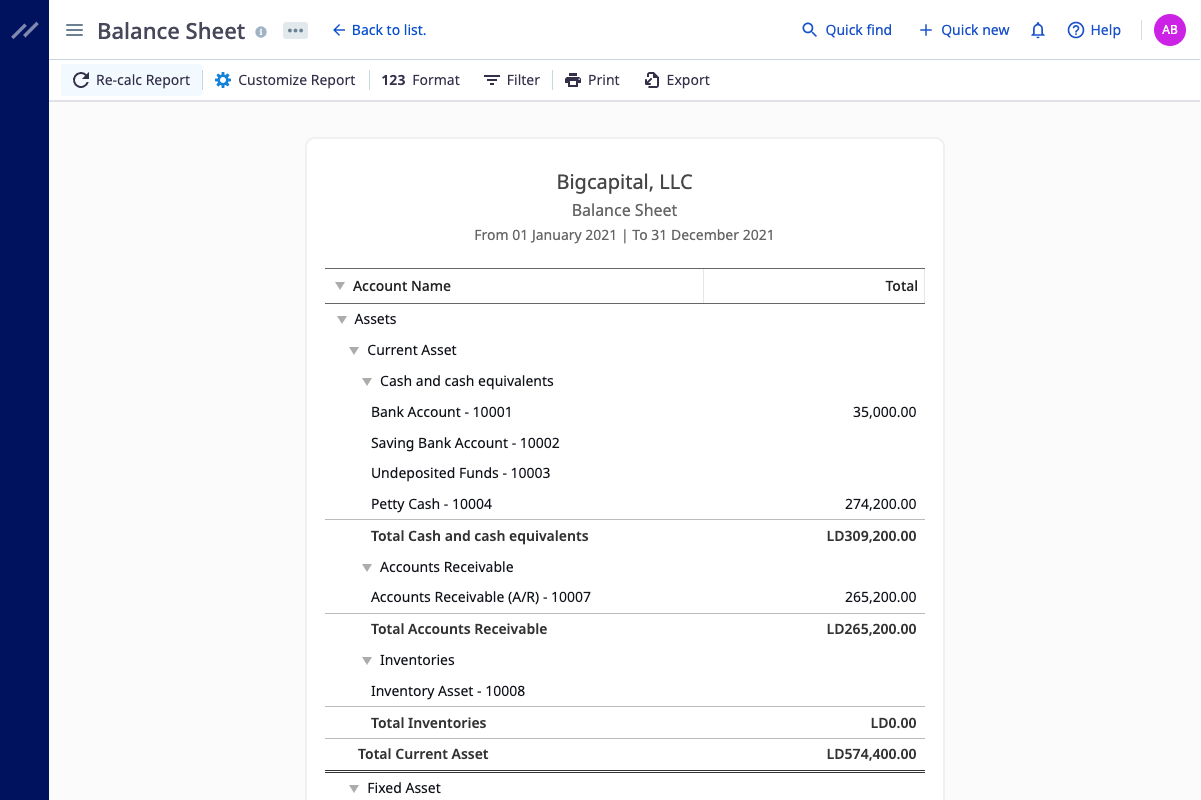 Balance Sheet ••• Back to list. Quick find Quick new Help AB
Re-calc Report Customize Report 123 Format Filter Print Export
Bigcapital, LLC
Balance Sheet
From 01 January 2021 | To 31 December 2021
Account Name Total
Assets
Current Asset
Cash and cash equivalents
Bank Account - 10001 35,000.00
Saving Bank Account - 10002
Undeposited Funds - 10003
Petty Cash - 10004 274,200.00
Total Cash and cash equivalents LD309,200.00
Accounts Receivable
Accounts Receivable (A/R) - 10007 265,200.00
Total Accounts Receivable LD265,200.00
Inventories
Inventory Asset - 10008
Total Inventories LD0.00
Total Current Asset LD574,400.00
Fixed Asset